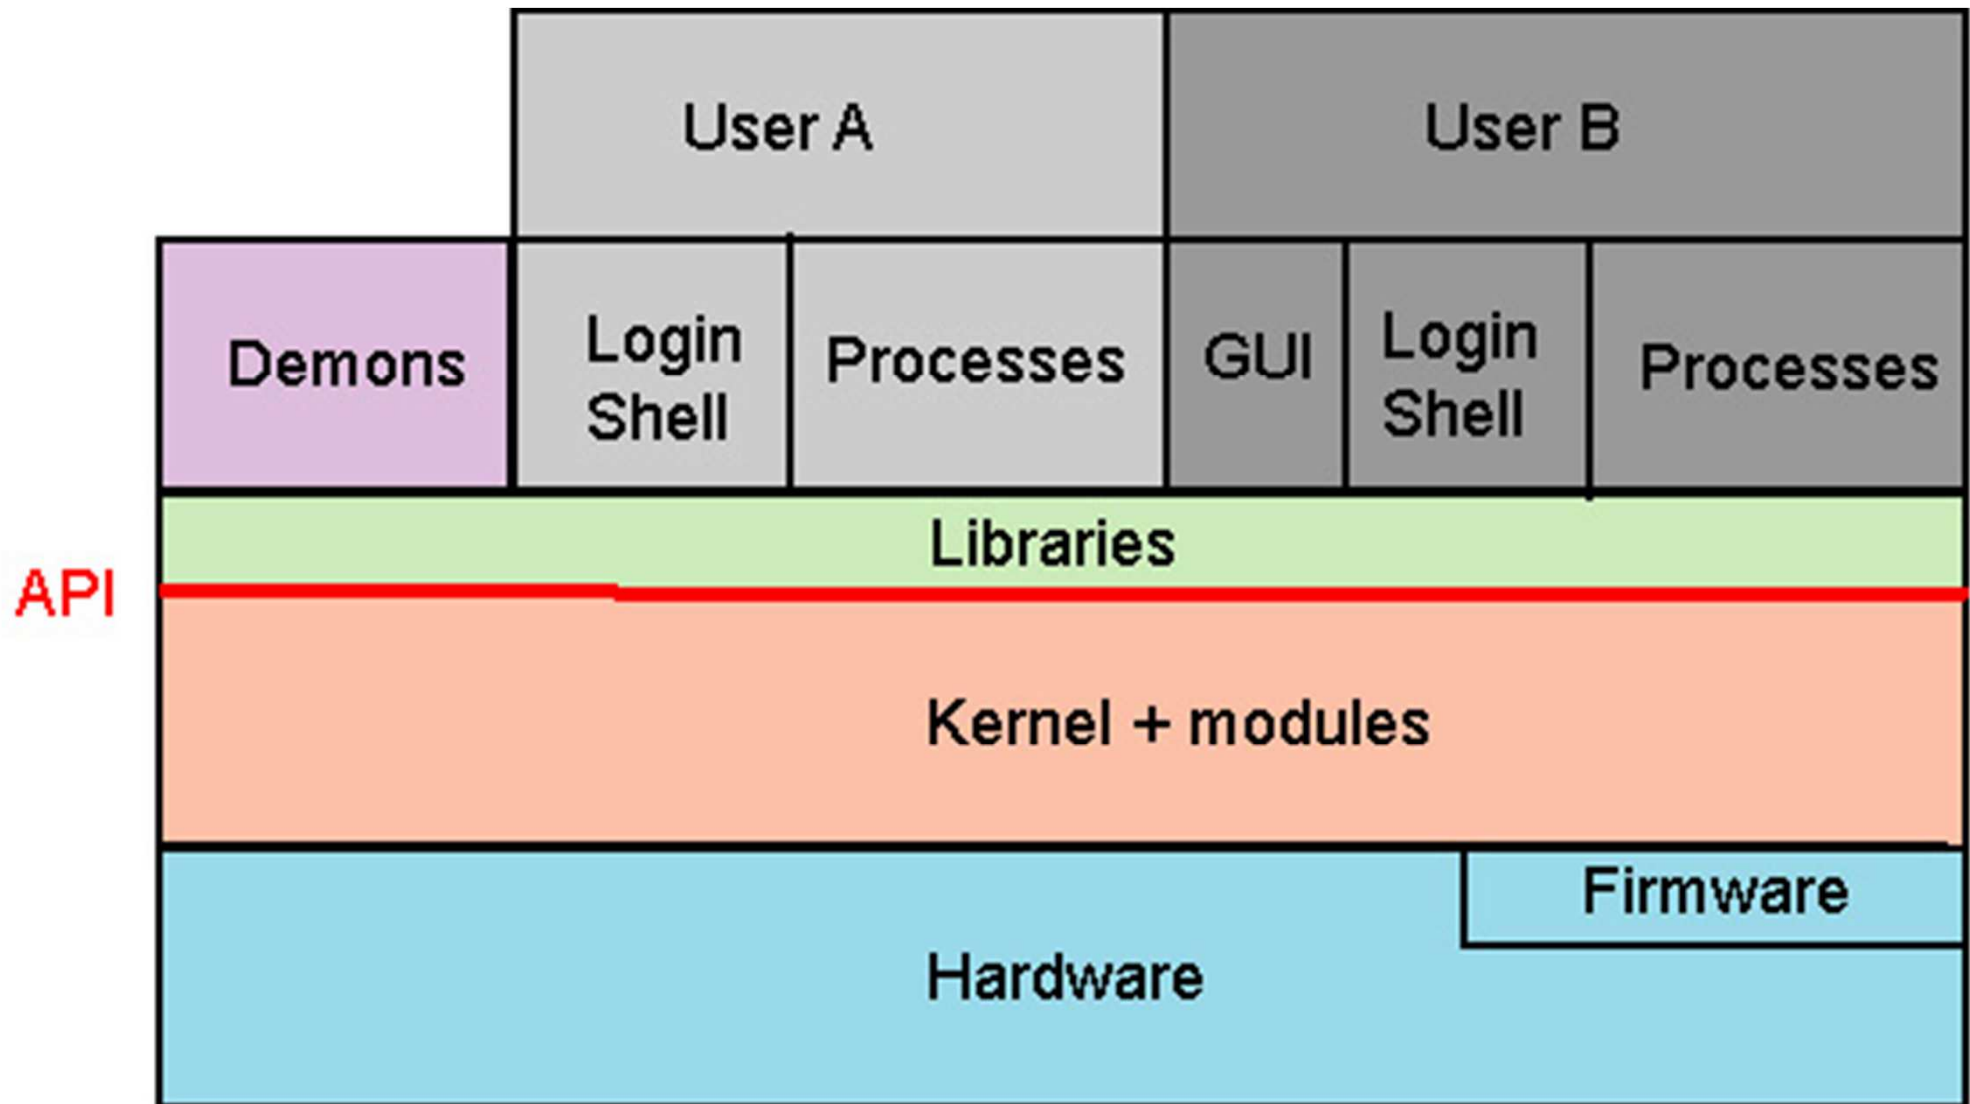 User A
User B
Demons
Login
Shell
Processes
GUI
Login
Shell
Processes
Libraries
API
Kernel + modules
Firmware
Hardware